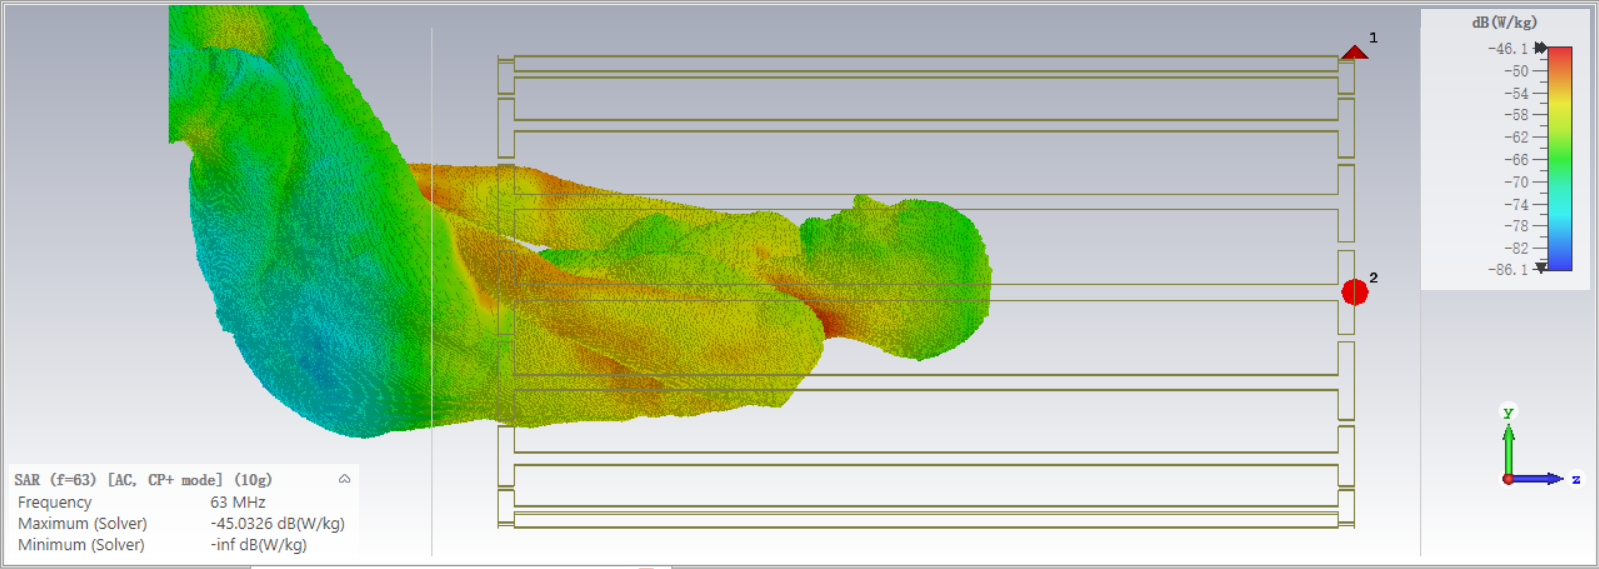 dB(W/kg)
-46.1
-50
-54
-58
-62
-66
-70
-74
-78
-82
-86.1
1
2
y
z
SAR (f=63) [AC, CP+ mode] (10g)
Frequency 63 MHz
Maximum (Solver) -45.0326 dB(W/kg)
Minimum (Solver) -inf dB(W/kg)